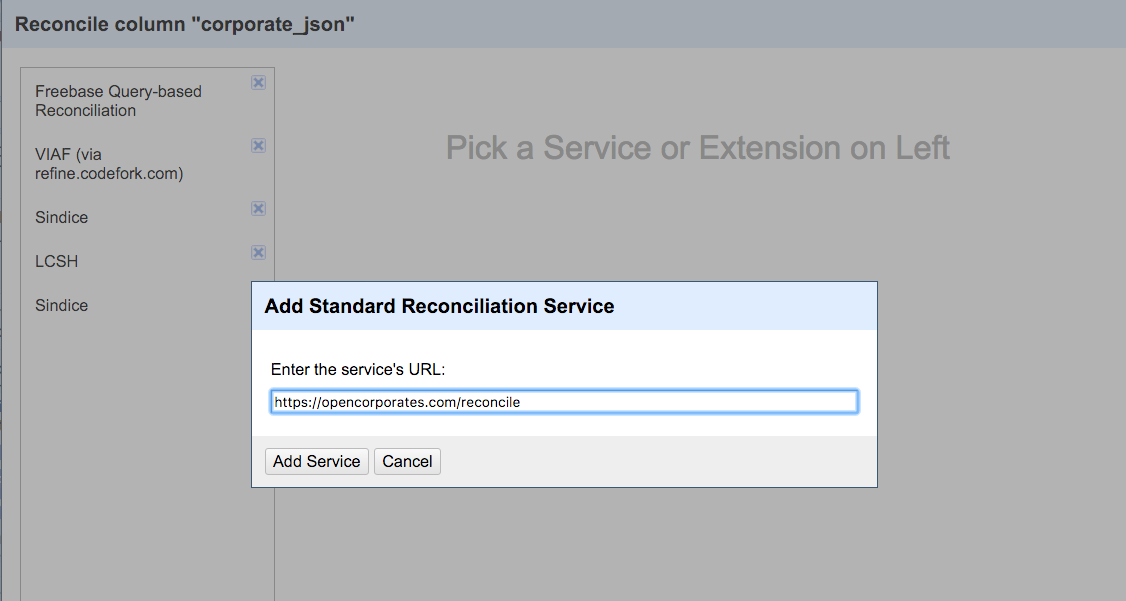 Reconcile column "corporate_json"
Freebase Query-based
Reconciliation
VIAF (via
refine.codefork.com)
Sindice
LCSH
Sindice
Pick a Service or Extension on Left
Add Standard Reconciliation Service
Enter the service's URL:
https://opencorporates.com/reconcile
Add Service Cancel